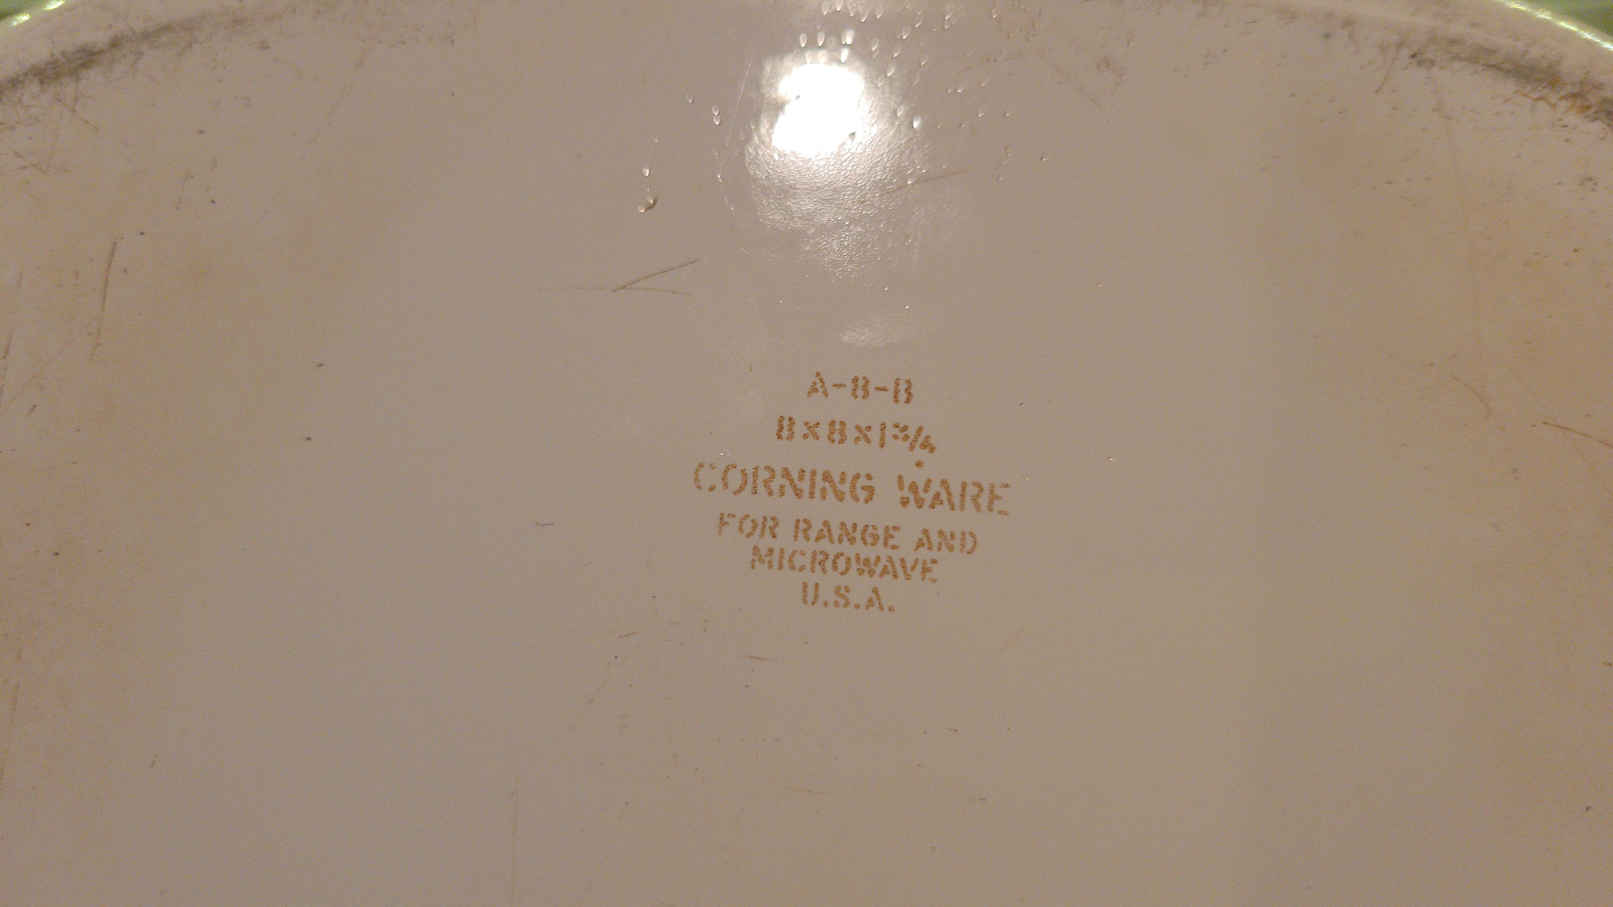 A-8-B
8x8x1¾
CORNING WARE
FOR RANGE AND
MICROWAVE
U.S.A.